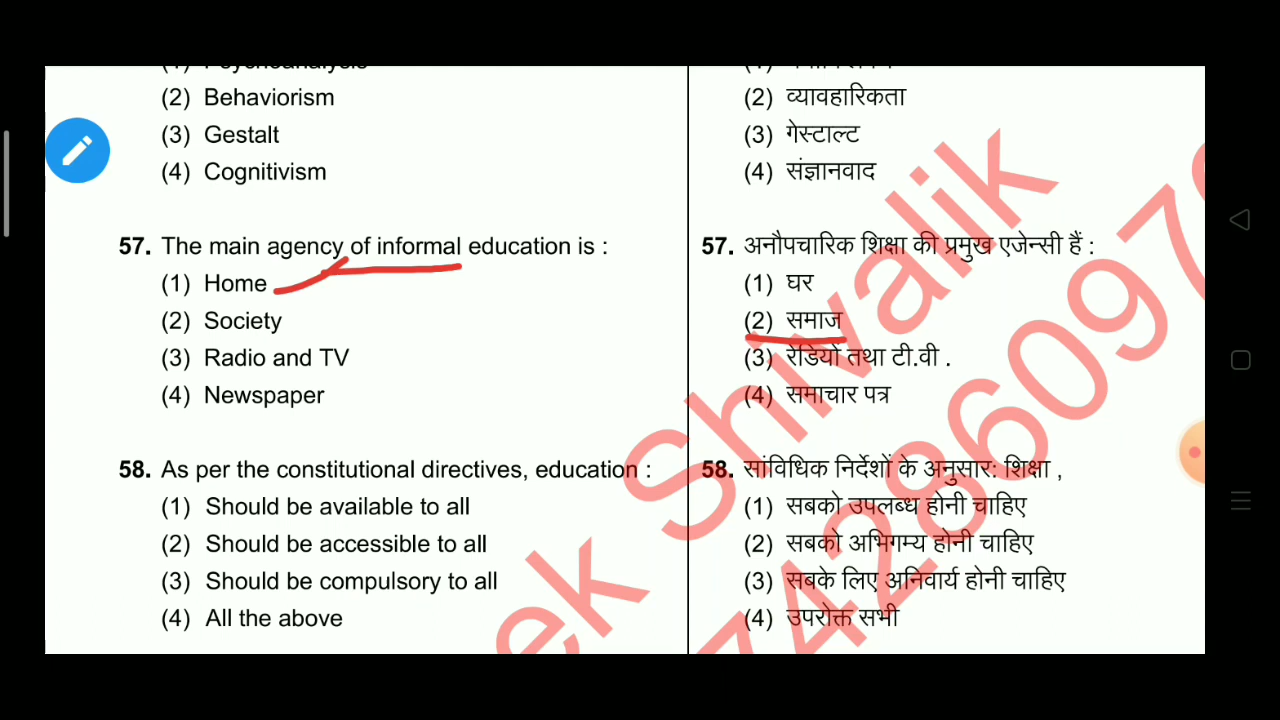 (2) Behaviorism
(3) Gestalt
(4) Cognitivism
57. The main agency of informal education is :
(1) Home
(2) Society
(3) Radio and TV
(4) Newspaper
58. As per the constitutional directives, education :
(1) Should be available to all
(2) Should be accessible to all
(3) Should be compulsory to all
(4) All the above
(2) व्यावहारिकता
(3) गेस्टाल्ट
(4) संज्ञानवाद
57. अनौपचारिक शिक्षा की प्रमुख एजेन्सी हैं :
(1) घर
(2) समाज
(3) रेडियों तथा टी.वी .
(4) समाचार पत्र
58. सांविधिक निर्देशों के अनुसार: शिक्षा ,
(1) सबको उपलब्ध होनी चाहिए
(2) सबको अभिगम्य होनी चाहिए
(3) सबके लिए अनिवार्य होनी चाहिए
(4) उपरोक्त सभी
ek Shivalik
74286097